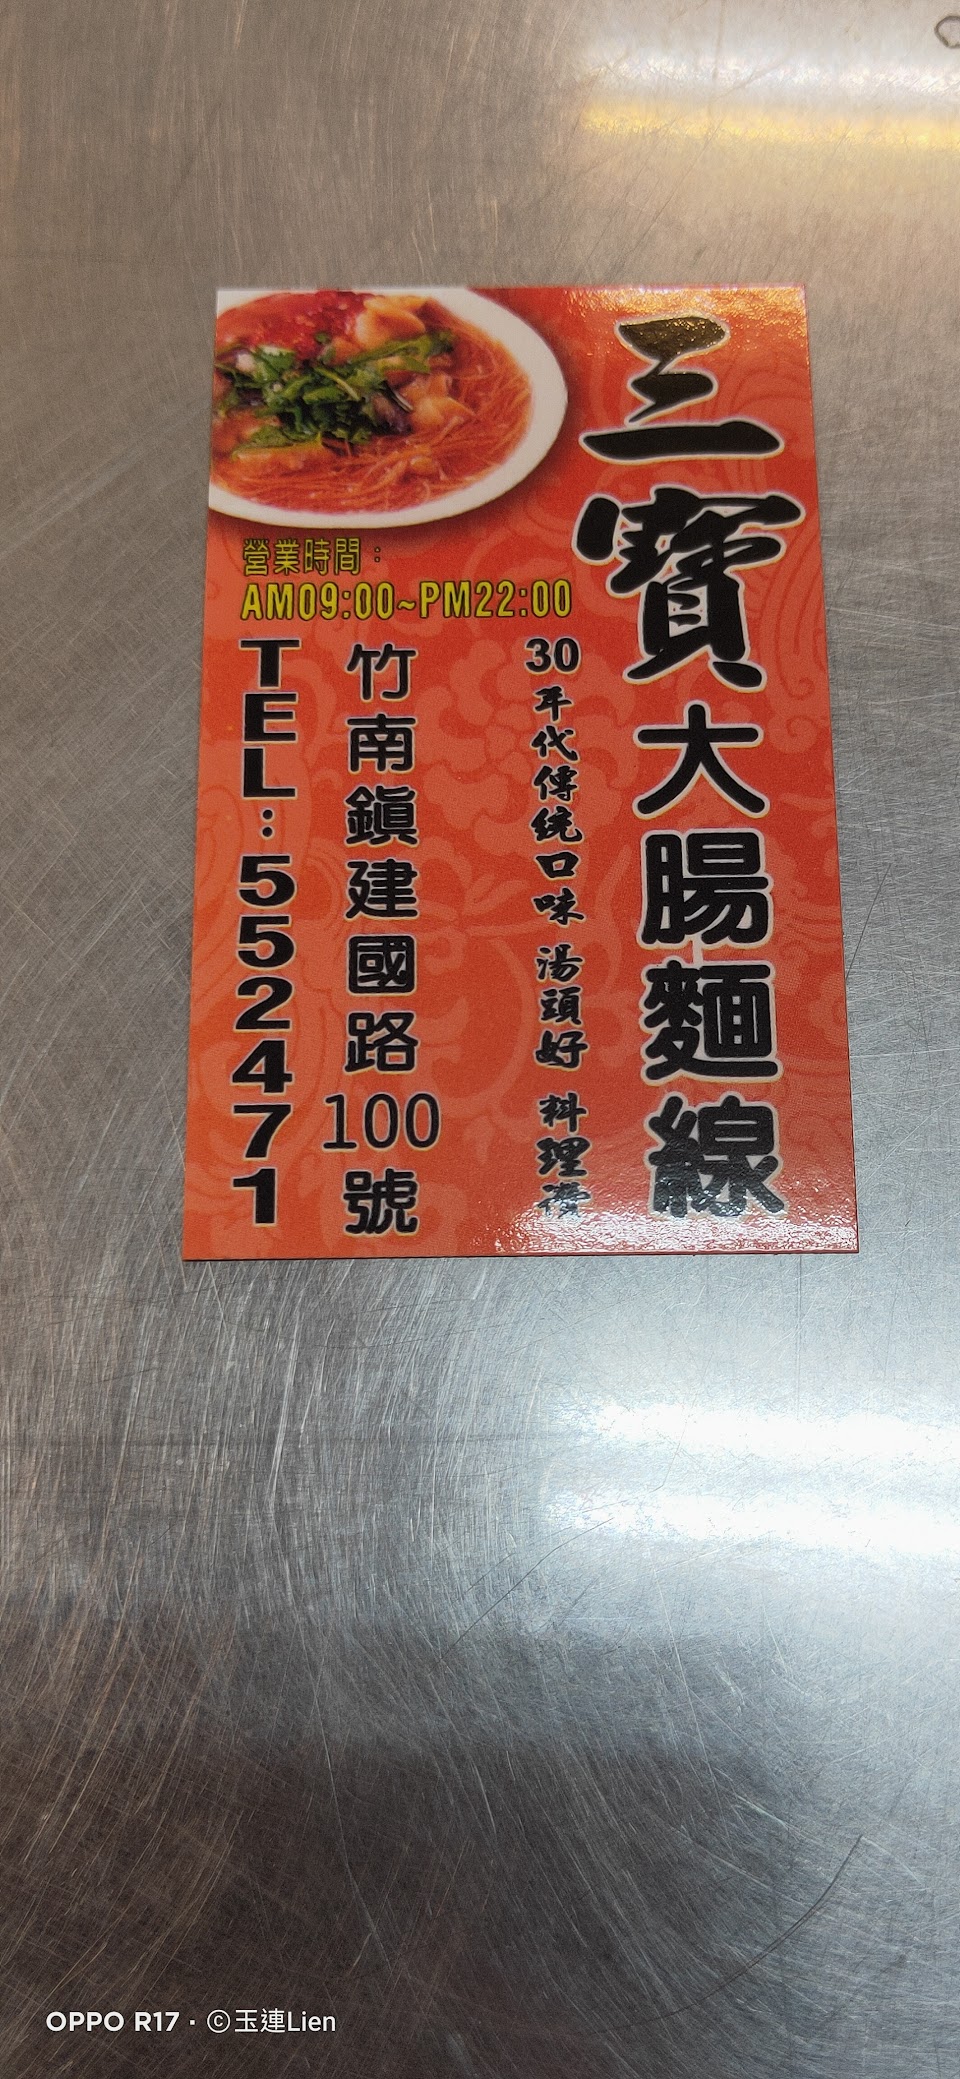 三寶大腸麵線
30年代傳統口味 湯頭好 料理讚
營業時間：
AM09:00~PM22:00
竹南鎮建國路100號
TEL:552471
OPPO R17 · ©玉連Lien